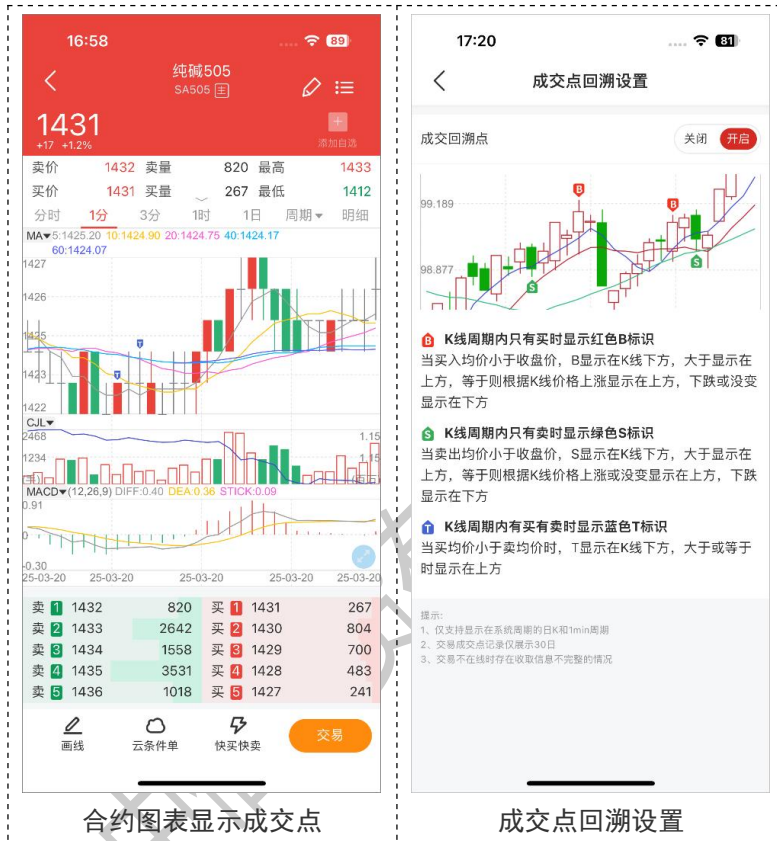 16:58
89
纯碱505
SA505 主
1431
+17 +1.2%
添加自选
卖价 1432 卖量 820 最高 1433
买价 1431 买量 267 最低 1412
分时 1分 3分 1时 1日 周期▼ 明细
MA▼5:1425.20 10:1424.90 20:1424.75 40:1424.17
60:1424.07
1427
1426
1425
1423
1422
T
T
CJL▼
2468 1.15
1234 1.15
MACD▼(12,26,9) DIFF:0.40 DEA:0.36 STICK:0.09
0.91
0
-0.30
25-03-20 25-03-20 25-03-20 25-03-20 25-03-20
卖 1 1432 820 买 1 1431 267
卖 2 1433 2642 买 2 1430 804
卖 3 1434 1558 买 3 1429 700
卖 4 1435 3531 买 4 1428 483
卖 5 1436 1018 买 5 1427 241
画线 云条件单 快买快卖 交易
合约图表显示成交点
17:20
81
成交点回溯设置
成交回溯点 关闭 开启
99.189
98.877
B
B
S
S
B K线周期内只有买时显示红色B标识
当买入均价小于收盘价，B显示在K线下方，大于显示在
上方，等于则根据K线价格上涨显示在上方，下跌或没变
显示在下方
S K线周期内只有卖时显示绿色S标识
当卖出均价小于收盘价，S显示在K线下方，大于显示在
上方，等于则根据K线价格上涨或没变显示在上方，下跌
显示在下方
T K线周期内有买有卖时显示蓝色T标识
当买均价小于卖均价时，T显示在K线下方，大于或等于
时显示在上方
提示:
1、仅支持显示在系统周期的日K和1min周期
2、交易成交点记录仅展示30日
3、交易不在线时存在收取信息不完整的情况
成交点回溯设置